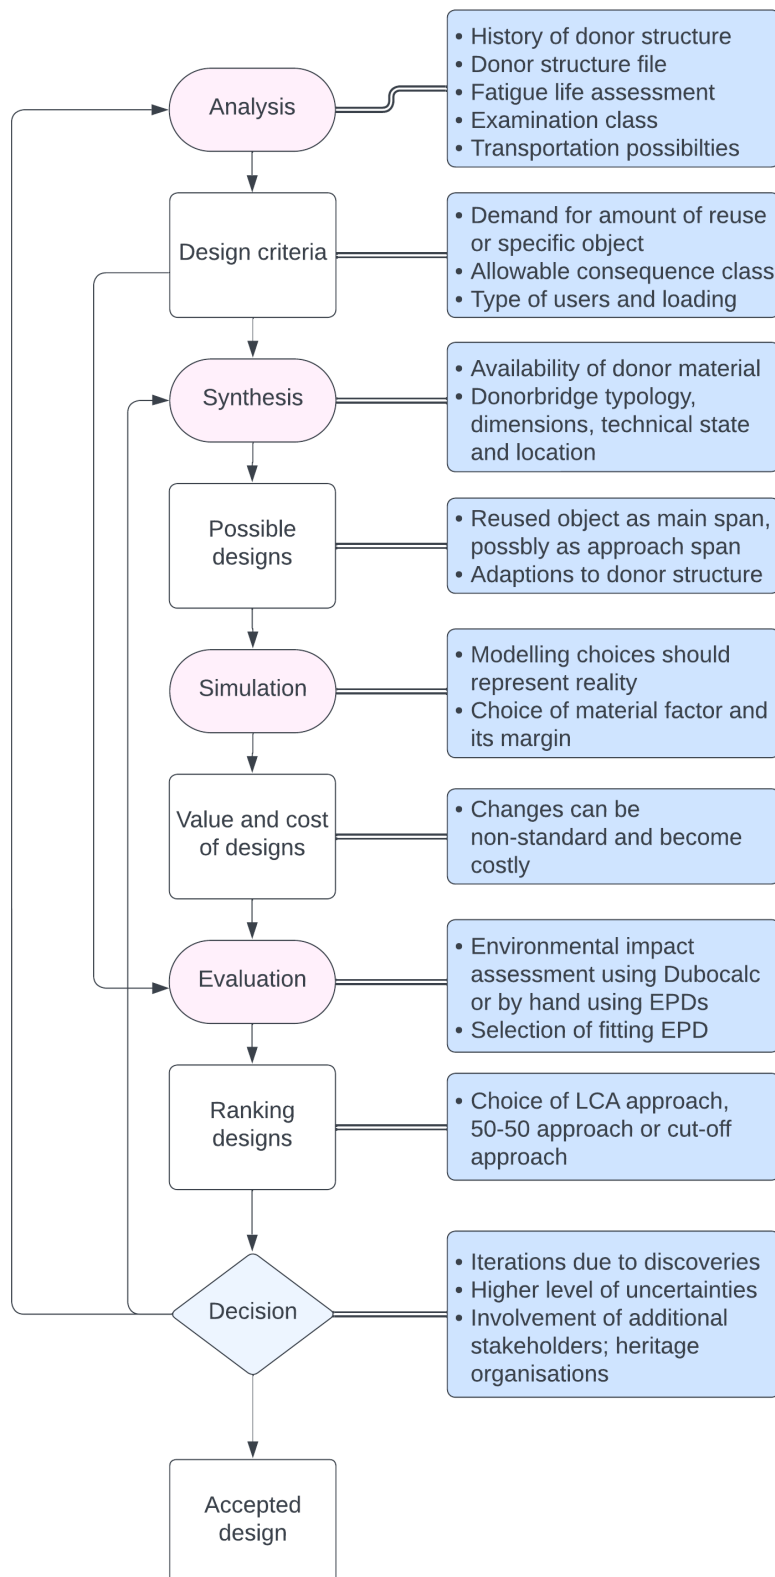 Analysis
• History of donor structure
• Donor structure file
• Fatigue life assessment
• Examination class
• Transportation possibilties
Design criteria
• Demand for amount of reuse
or specific object
• Allowable consequence class
• Type of users and loading
Synthesis
• Availability of donor material
• Donorbridge typology,
dimensions, technical state
and location
Possible
designs
• Reused object as main span,
possbly as approach span
• Adaptions to donor structure
Simulation
• Modelling choices should
represent reality
• Choice of material factor and
its margin
Value and cost
of designs
• Changes can be
non-standard and become
costly
Evaluation
• Environmental impact
assessment using Dubocalc
or by hand using EPDs
• Selection of fitting EPD
Ranking
designs
• Choice of LCA approach,
50-50 approach or cut-off
approach
Decision
• Iterations due to discoveries
• Higher level of uncertainties
• Involvement of additional
stakeholders; heritage
organisations
Accepted
design